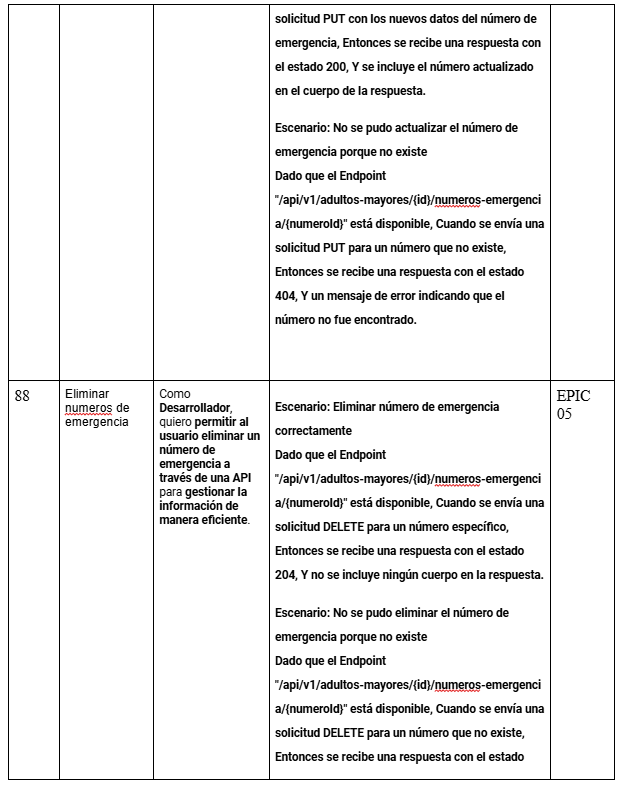 solicitud PUT con los nuevos datos del número de
emergencia, Entonces se recibe una respuesta con
el estado 200, Y se incluye el número actualizado
en el cuerpo de la respuesta.
Escenario: No se pudo actualizar el número de
emergencia porque no existe
Dado que el Endpoint
"/api/v1/adultos-mayores/{id}/numeros-emergenci
a/{numeroId}" está disponible, Cuando se envía una
solicitud PUT para un número que no existe,
Entonces se recibe una respuesta con el estado
404, Y un mensaje de error indicando que el
número no fue encontrado.
88
Eliminar
numeros de
emergencia
Como
Desarrollador,
quiero permitir al
usuario eliminar un
número de
emergencia a
través de una API
para gestionar la
información de
manera eficiente.
Escenario: Eliminar número de emergencia
correctamente
Dado que el Endpoint
"/api/v1/adultos-mayores/{id}/numeros-emergenci
a/{numeroId}" está disponible, Cuando se envía una
solicitud DELETE para un número específico,
Entonces se recibe una respuesta con el estado
204, Y no se incluye ningún cuerpo en la respuesta.
Escenario: No se pudo eliminar el número de
emergencia porque no existe
Dado que el Endpoint
"/api/v1/adultos-mayores/{id}/numeros-emergenci
a/{numeroId}" está disponible, Cuando se envía una
solicitud DELETE para un número que no existe,
Entonces se recibe una respuesta con el estado
EPIC
05